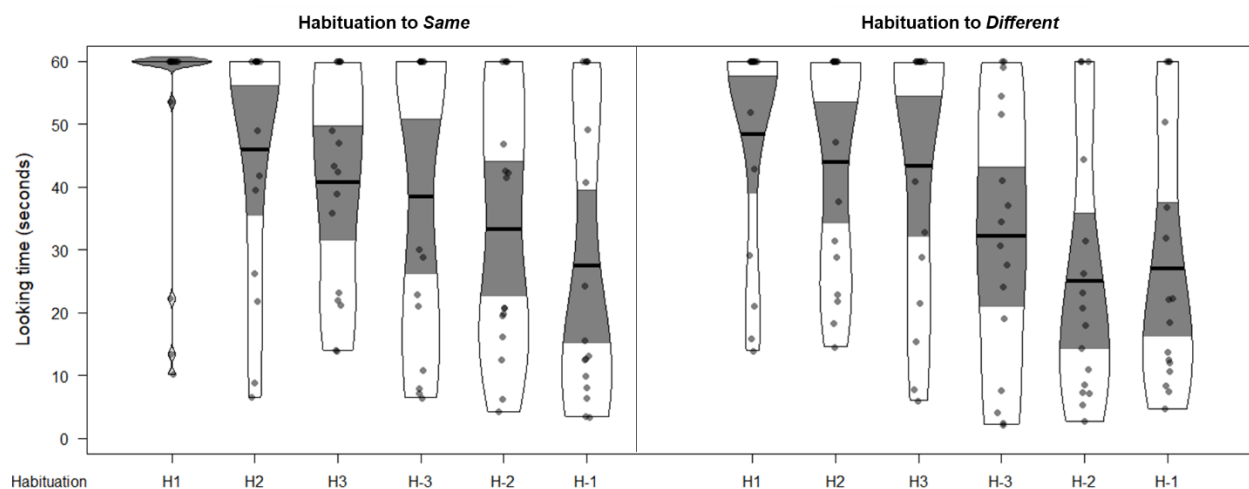 Habituation to Same
Habituation to Different
Looking time (seconds)
60
50
40
30
20
10
0
Habituation H1 H2 H3 H-3 H-2 H-1 H1 H2 H3 H-3 H-2 H-1